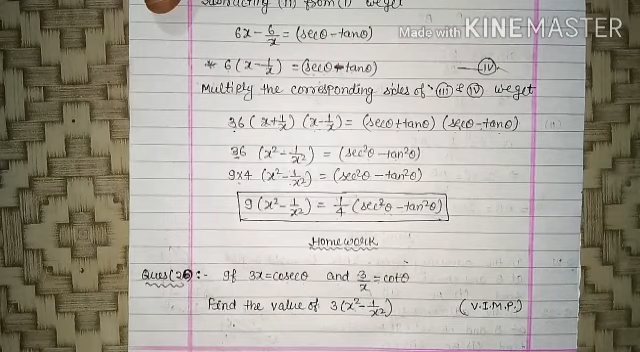 Subtracting (ii) from (i) we get
Made with KINEMASTER
6x - 6/x = (secθ - tanθ)
* 6(x - 1/x) = (secθ - tanθ) — (IV)
Multiply the corresponding sides of (III) & (IV) we get
36 (x + 1/x) (x - 1/x) = (secθ + tanθ) (secθ - tanθ)
36 (x² - 1/x²) = (sec²θ - tan²θ)
9x4 (x² - 1/x²) = (sec²θ - tan²θ)
9 (x² - 1/x²) = 1/4 (sec²θ - tan²θ)
Homework
Ques(26):- If 3x = cosecθ and 3/x = cotθ
Find the value of 3(x² - 1/x²) (V.I.M.P.)